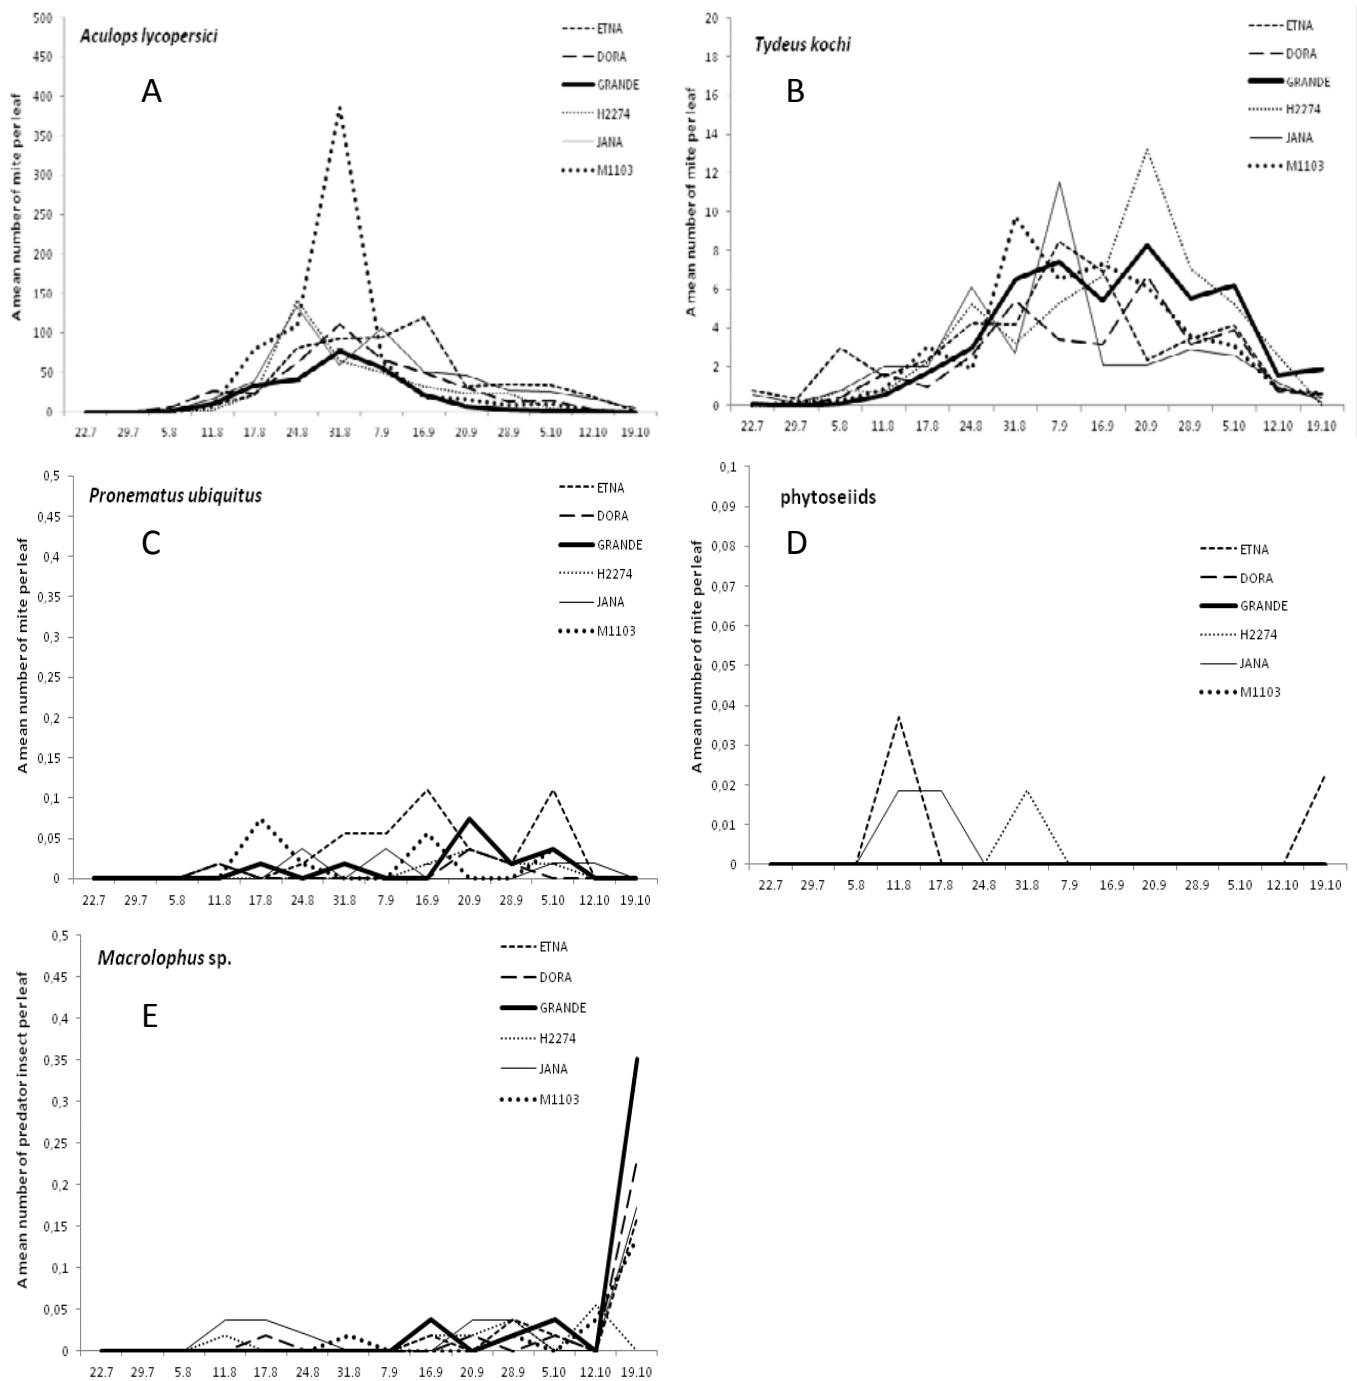 Aculops lycopersici
A
A mean number of mite per leaf
500
450
400
350
300
250
200
150
100
50
0
22.7 29.7 5.8 11.8 17.8 24.8 31.8 7.9 16.9 20.9 28.9 5.10 12.10 19.10
ETNA
DORA
GRANDE
H2274
JANA
M1103
Tydeus kochi
B
A mean number of mite per leaf
20
18
16
14
12
10
8
6
4
2
0
22.7 29.7 5.8 11.8 17.8 24.8 31.8 7.9 16.9 20.9 28.9 5.10 12.10 19.10
ETNA
DORA
GRANDE
H2274
JANA
M1103
Pronematus ubiquitus
C
Amean number of mite per leaf
0,5
0,45
0,4
0,35
0,3
0,25
0,2
0,15
0,1
0,05
0
22.7 29.7 5.8 11.8 17.8 24.8 31.8 7.9 16.9 20.9 28.9 5.10 12.10 19.10
ETNA
DORA
GRANDE
H2274
JANA
M1103
phytoseiids
D
Amean number of mite per leaf
0,1
0,09
0,08
0,07
0,06
0,05
0,04
0,03
0,02
0,01
0
22.7 29.7 5.8 11.8 17.8 24.8 31.8 7.9 16.9 20.9 28.9 5.10 12.10 19.10
ETNA
DORA
GRANDE
H2274
JANA
M1103
Macrolophus sp.
E
Amean number of predator insect per leaf
0,5
0,45
0,4
0,35
0,3
0,25
0,2
0,15
0,1
0,05
0
22.7 29.7 5.8 11.8 17.8 24.8 31.8 7.9 16.9 20.9 28.9 5.10 12.10 19.10
ETNA
DORA
GRANDE
H2274
JANA
M1103